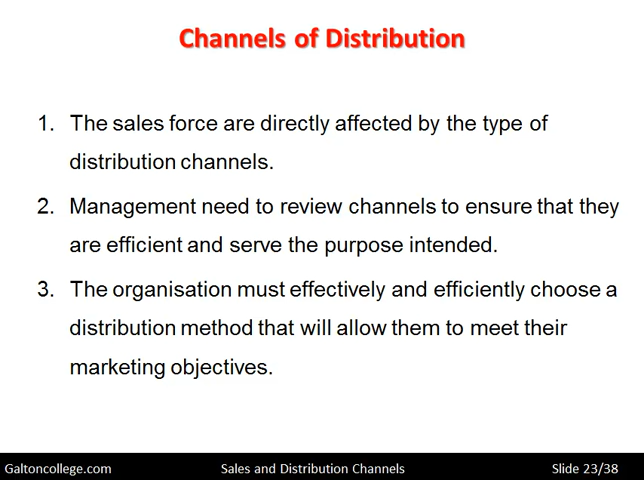 Channels of Distribution
1. The sales force are directly affected by the type of
distribution channels.
2. Management need to review channels to ensure that they
are efficient and serve the purpose intended.
3. The organisation must effectively and efficiently choose a
distribution method that will allow them to meet their
marketing objectives.
Galtoncollege.com Sales and Distribution Channels Slide 23/38